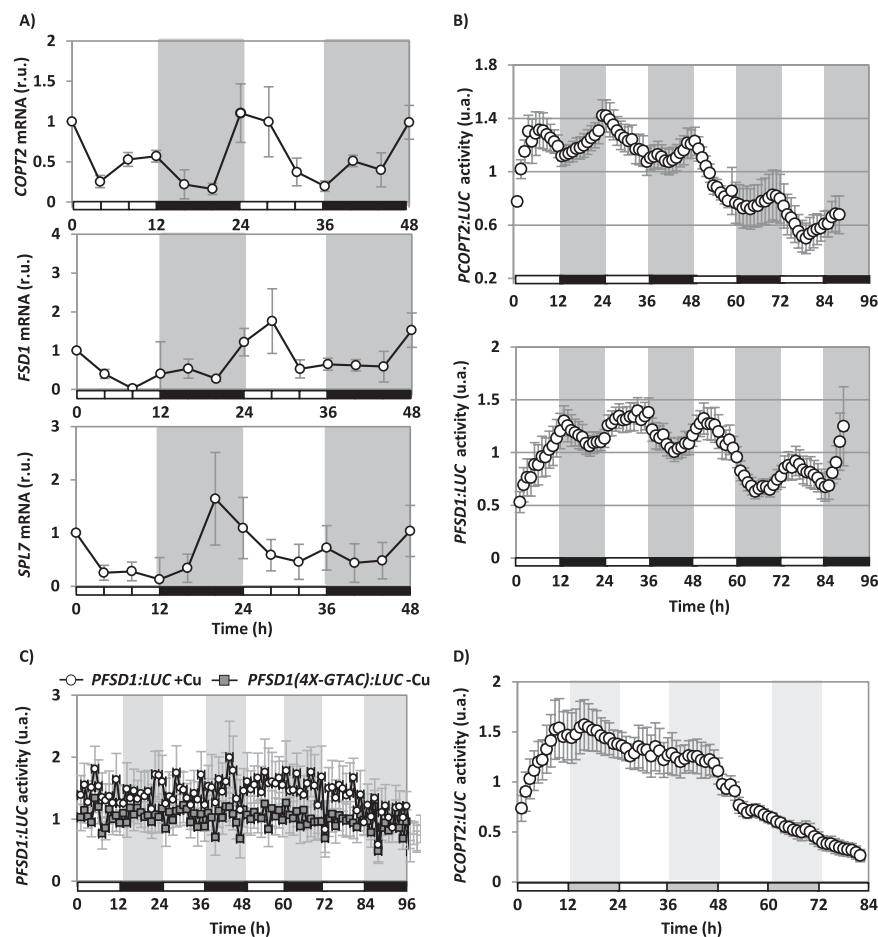 A)
COPT2 mRNA (r.u.)
2
1.5
1
0.5
0
0 12 24 36 48
FSD1 mRNA (r.u.)
4
3
2
1
0
0 12 24 36 48
SPL7 mRNA (r.u.)
3
2
1
0
0 12 24 36 48
Time (h)
B)
PCOPT2:LUC activity (u.a.)
1.8
1.4
1
0.6
0.2
0 12 24 36 48 60 72 84 96
PFSD1:LUC activity (u.a.)
2
1.5
1
0.5
0
0 12 24 36 48 60 72 84 96
Time (h)
C)
PFSD1:LUC +Cu PFSD1(4X-GTAC):LUC -Cu
PFSD1:LUC activity (u.a.)
3
2
1
0
0 12 24 36 48 60 72 84 96
Time (h)
D)
PCOPT2:LUC activity (u.a.)
2
1.5
1
0.5
0
0 12 24 36 48 60 72 84
Time (h)